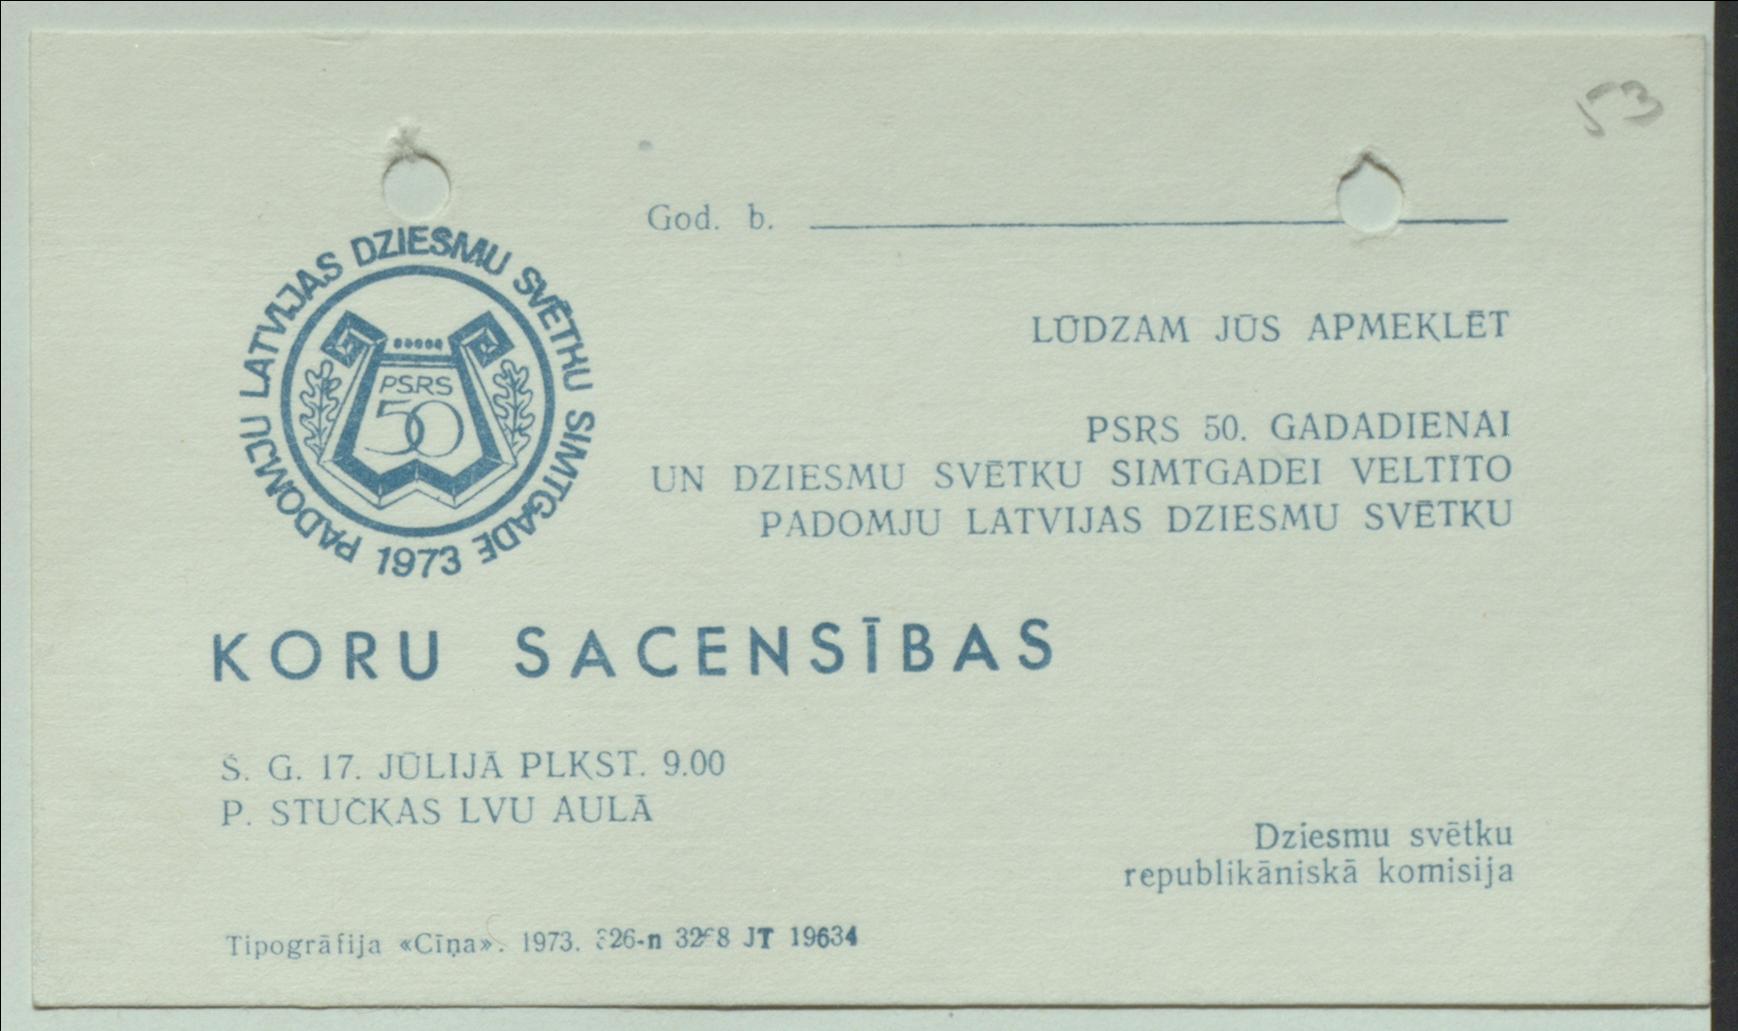 53
God. b.
PADOMJU LATVIJAS DZIESMU SVĒTKU SIMTGADE
1973
PSRS
50
LŪDZAM JŪS APMEKLĒT
PSRS 50. GADADIENAI
UN DZIESMU SVĒTKU SIMTGADEI VELTĪTO
PADOMJU LATVIJAS DZIESMU SVĒTKU
KORU SACENSĪBAS
Š. G. 17. JŪLIJĀ PLKST. 9.00
P. STUČKAS LVU AULĀ
Dziesmu svētku
republikāniskā komisija
Tipogrāfija «Cīņa». 1973. JT 19634